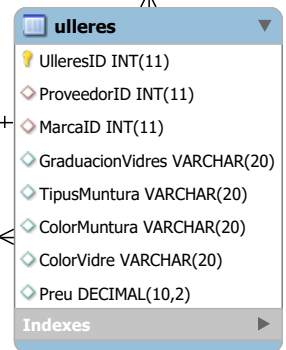 ulleres
UlleresID INT(11)
ProveedorID INT(11)
MarcaID INT(11)
GraduacionVidres VARCHAR(20)
TipusMuntura VARCHAR(20)
ColorMuntura VARCHAR(20)
ColorVidre VARCHAR(20)
Preu DECIMAL(10,2)
Indexes